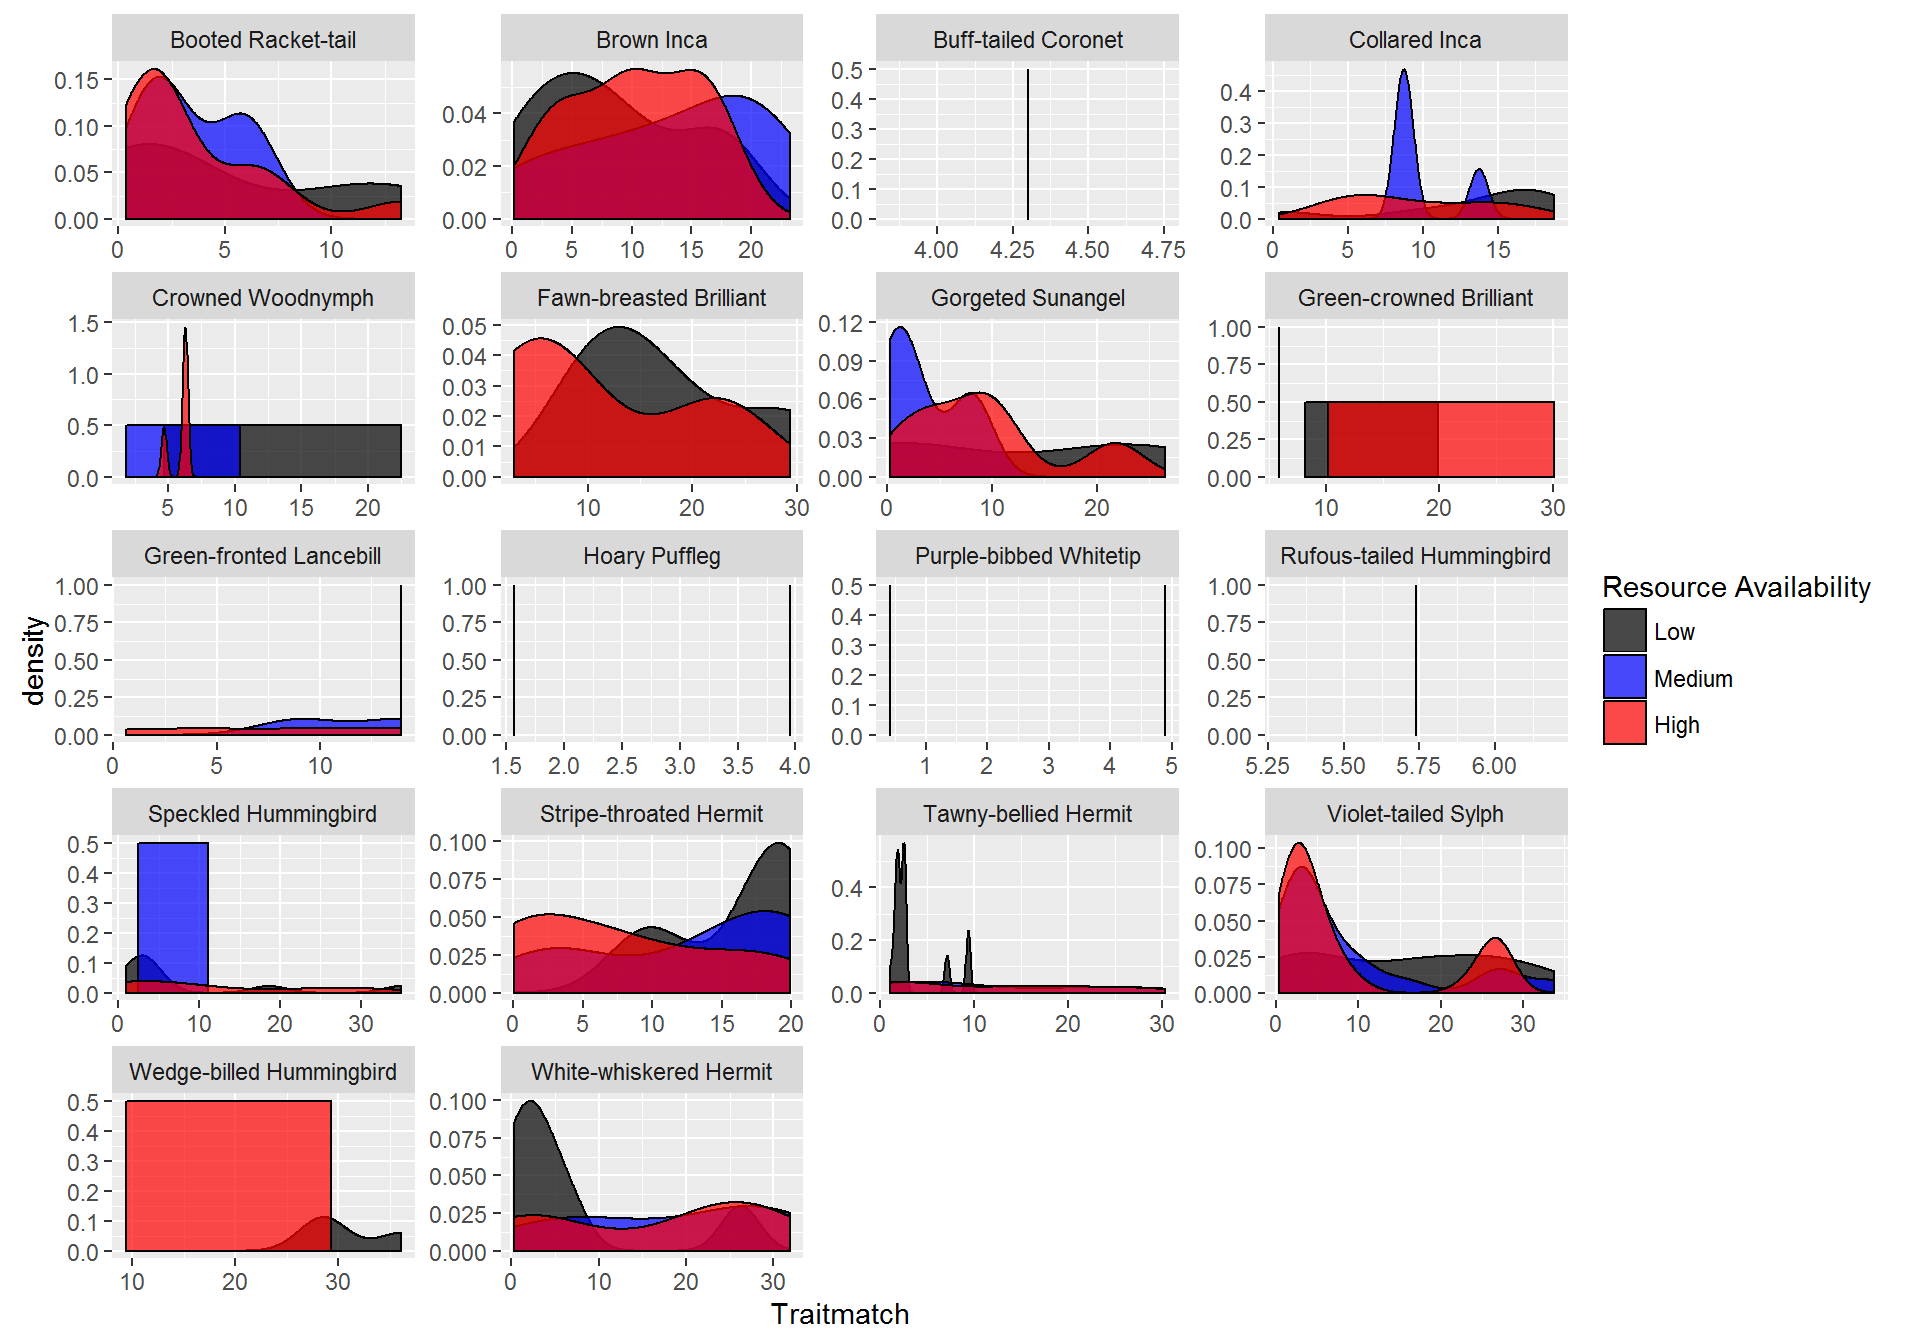 Booted Racket-tail
Brown Inca
Buff-tailed Coronet
Collared Inca
0.15
0.10
0.05
0.00
0 5 10
0.04
0.02
0.00
0 5 10 15 20
0.5
0.4
0.3
0.2
0.1
0.0
4.00 4.25 4.50 4.75
0.4
0.3
0.2
0.1
0.0
0 5 10 15
Crowned Woodnymph
Fawn-breasted Brilliant
Gorgeted Sunangel
Green-crowned Brilliant
1.5
1.0
0.5
0.0
5 10 15 20
0.05
0.04
0.03
0.02
0.01
0.00
10 20 30
0.12
0.09
0.06
0.03
0.00
0 10 20
1.00
0.75
0.50
0.25
0.00
10 20 30
Green-fronted Lancebill
Hoary Puffleg
Purple-bibbed Whitetip
Rufous-tailed Hummingbird
1.00
0.75
0.50
0.25
0.00
0 5 10
1.00
0.75
0.50
0.25
0.00
1.5 2.0 2.5 3.0 3.5 4.0
0.5
0.4
0.3
0.2
0.1
0.0
1 2 3 4 5
1.00
0.75
0.50
0.25
0.00
5.25 5.50 5.75 6.00
Speckled Hummingbird
Stripe-throated Hermit
Tawny-bellied Hermit
Violet-tailed Sylph
0.5
0.4
0.3
0.2
0.1
0.0
0 10 20 30
0.100
0.075
0.050
0.025
0.000
0 5 10 15 20
0.4
0.2
0.0
0 10 20 30
0.100
0.075
0.050
0.025
0.000
0 10 20 30
Wedge-billed Hummingbird
White-whiskered Hermit
0.5
0.4
0.3
0.2
0.1
0.0
10 20 30
0.100
0.075
0.050
0.025
0.000
0 10 20 30
density
Traitmatch
Resource Availability
Low
Medium
High